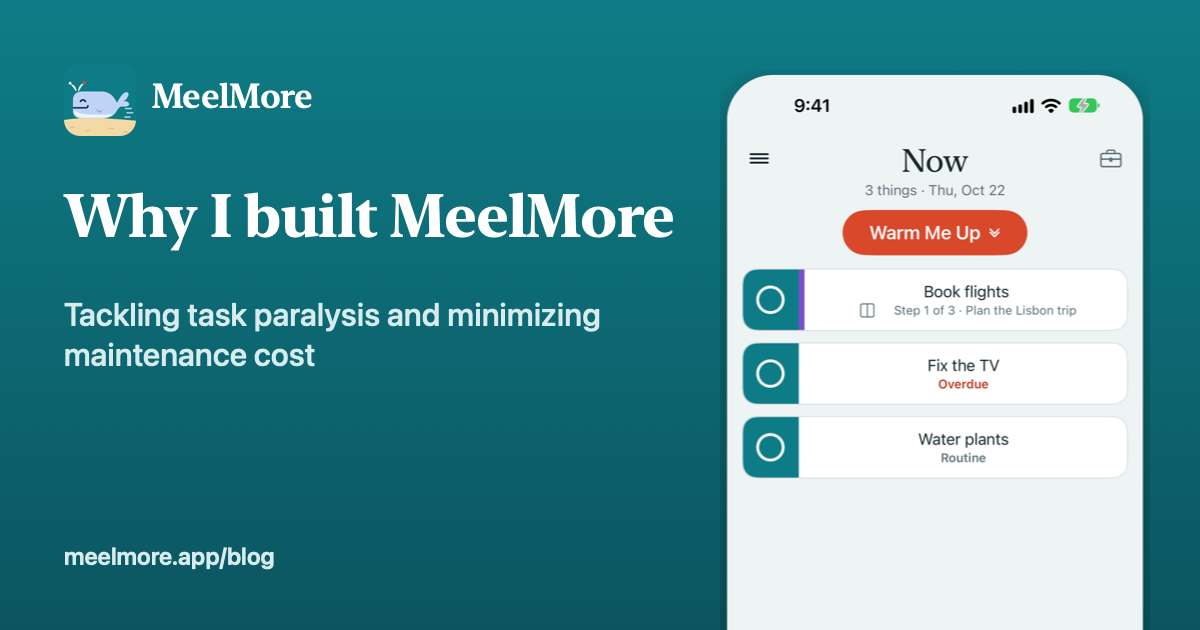 MeelMore
Why I built MeelMore
Tackling task paralysis and minimizing
maintenance cost
meelmore.app/blog
9:41
Now
3 things · Thu, Oct 22
Warm Me Up
Book flights
Step 1 of 3 · Plan the Lisbon trip
Fix the TV
Overdue
Water plants
Routine